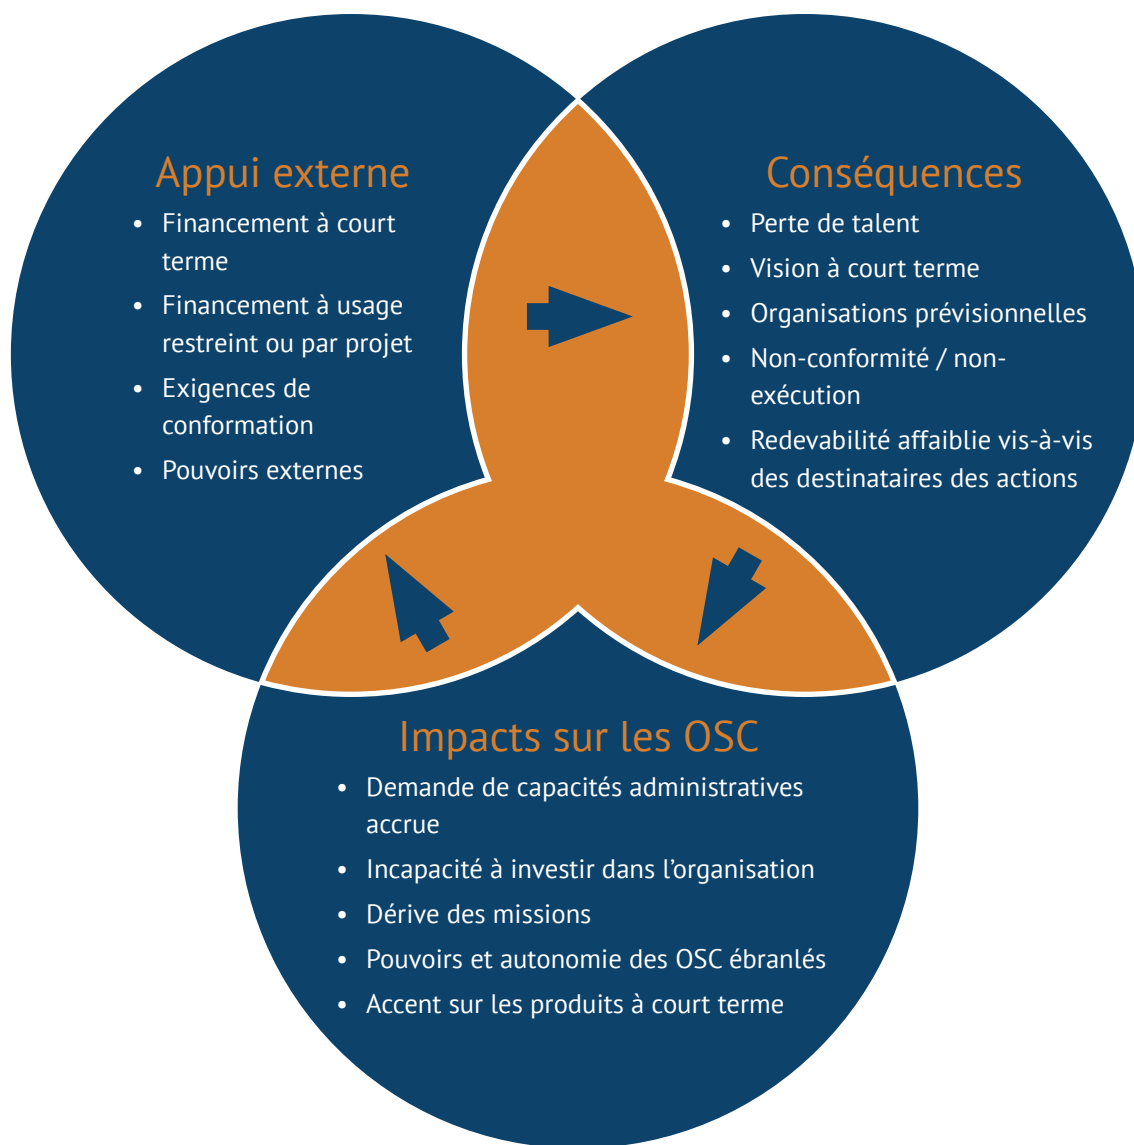 Appui externe
• Financement à court
terme
• Financement à usage
restreint ou par projet
• Exigences de
conformation
• Pouvoirs externes
Conséquences
• Perte de talent
• Vision à court terme
• Organisations prévisionnelles
• Non-conformité / non-
exécution
• Redevabilité affaiblie vis-à-vis
des destinataires des actions
Impacts sur les OSC
• Demande de capacités administratives
accrue
• Incapacité à investir dans l’organisation
• Dérive des missions
• Pouvoirs et autonomie des OSC ébranlés
• Accent sur les produits à court terme